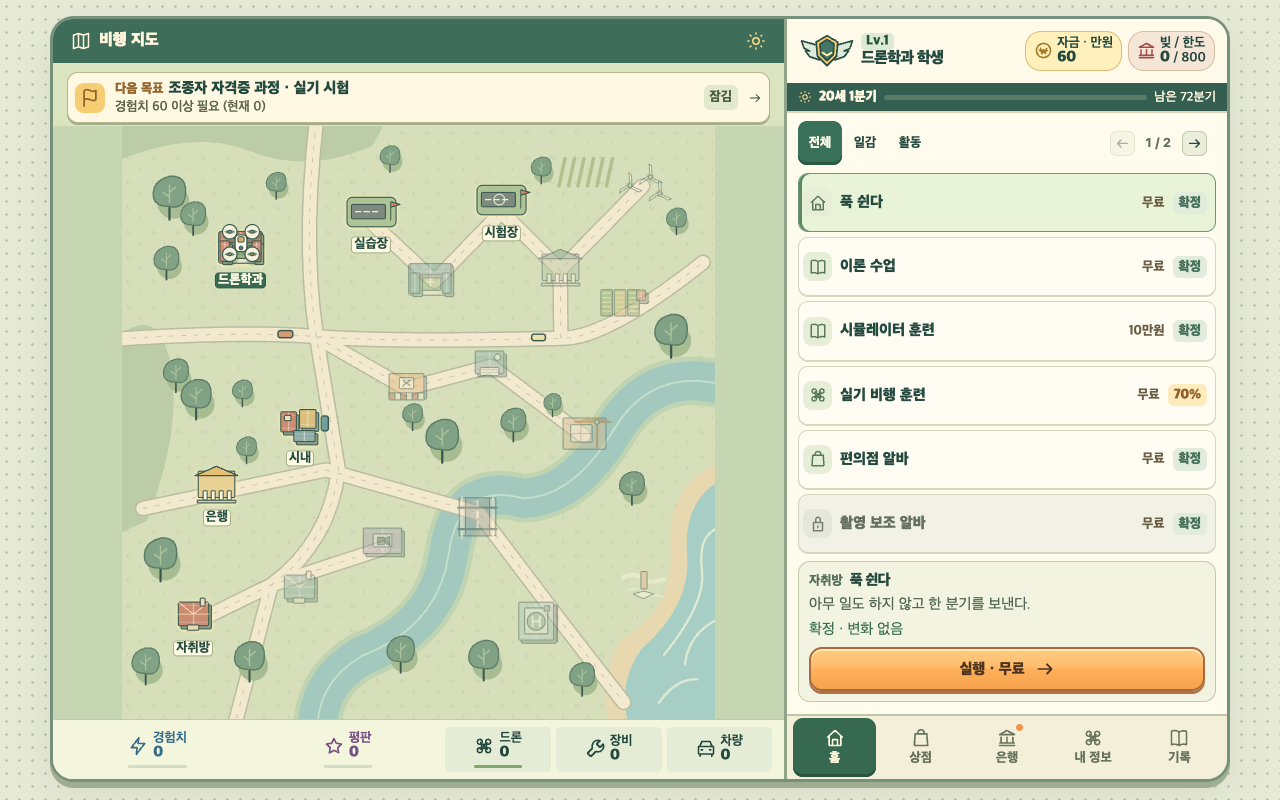 비행 지도
다음 목표 조종자 자격증 과정 · 실기 시험
경험치 60 이상 필요 (현재 0)
잠김
실습장
시험장
드론학과
시내
은행
자취방
H
경험치
0
평판
0
드론
0
장비
0
차량
0
Lv.1
드론학과 학생
자금 · 만원
60
빚 / 한도
0 / 800
20세 1분기
남은 72분기
전체
일감
활동
1 / 2
푹 쉰다
무료 확정
이론 수업
무료 확정
시뮬레이터 훈련
10만원 확정
실기 비행 훈련
무료 70%
편의점 알바
무료 확정
촬영 보조 알바
무료 확정
자취방 푹 쉰다
아무 일도 하지 않고 한 분기를 보낸다.
확정 · 변화 없음
실행 · 무료
홈
상점
은행
내 정보
기록